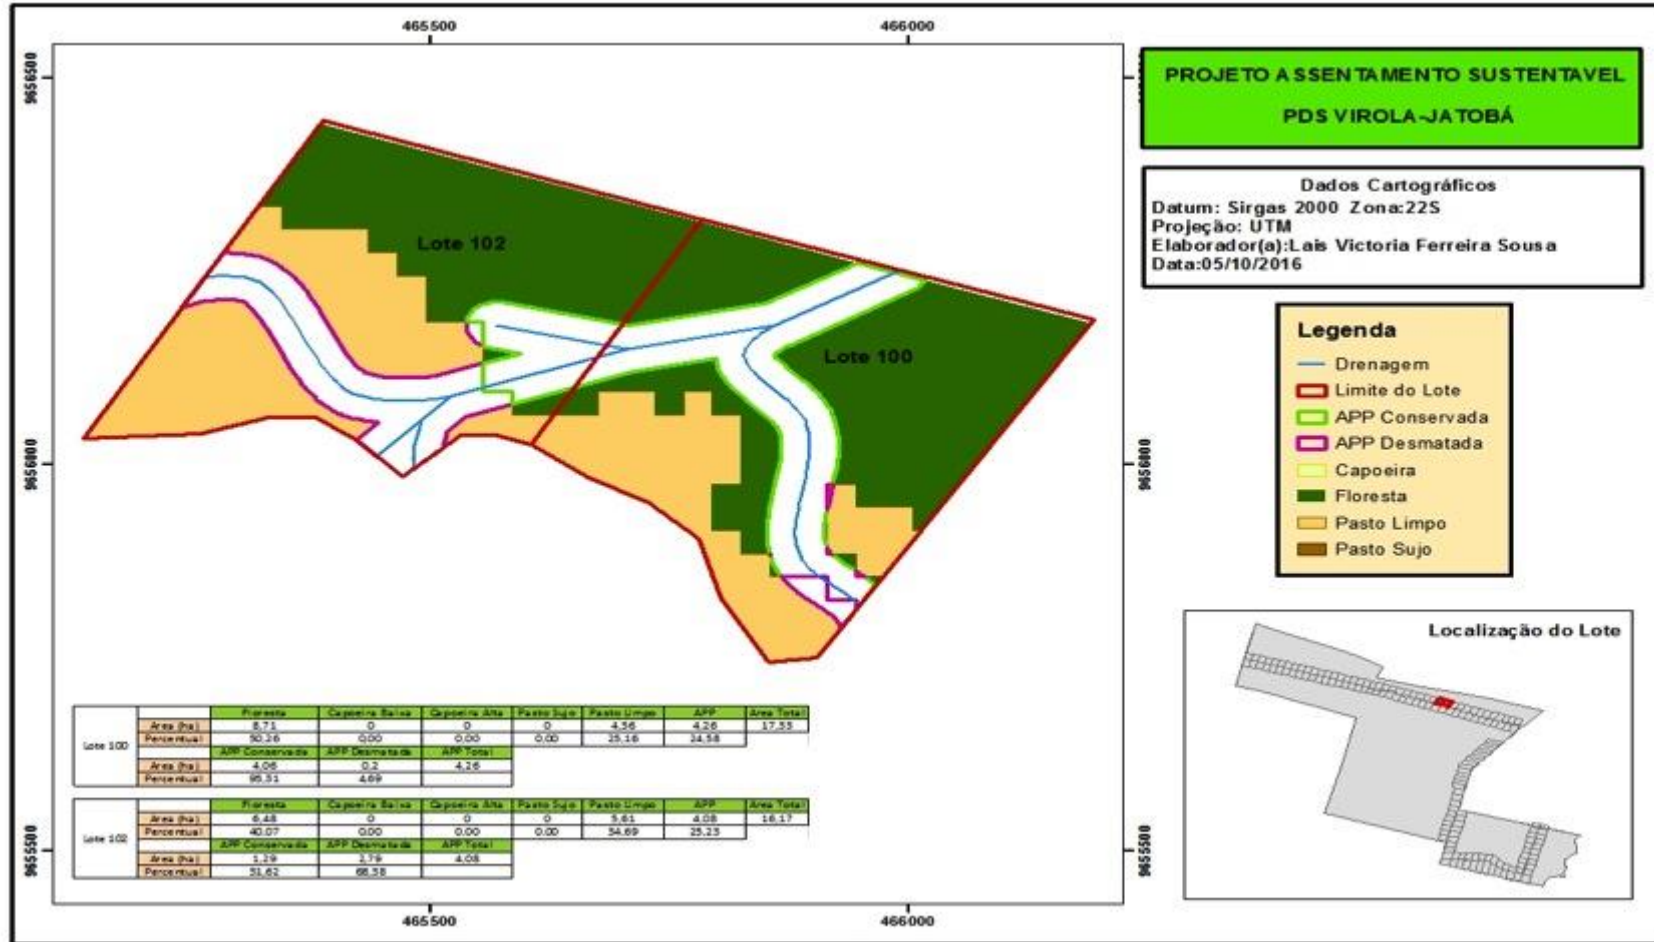 465500 466000
9656500
PROJETO ASSENTAMENTO SUSTENTAVEL
PDS VIROLA-JATOBÁ
Dados Cartográficos
Datum: Sirgas 2000 Zona:22S
Projeção: UTM
Elaborador(a):Lais Victoria Ferreira Sousa
Data:05/10/2016
Lote 102
Lote 100
Legenda
Drenagem
Limite do Lote
APP Conservada
APP Desmatada
Capoeira
Floresta
Pasto Limpo
Pasto Sujo
9656000 9656000
Localização do Lote
Lote 100
Floresta Capoeira Baixa Capoeira Alta Pasto Sujo Pasto Limpo APP Area Total
Area (ha) 8,71 0 0 0 4,36 4,26
Percentual 50,26 0,00 0,00 0,00 25,16 24,58
APP Conservada APP Desmatada APP Total
Area (ha) 4,06 0,2 4,26
Percentual 95,31 4,69
Lote 102
Floresta Capoeira Baixa Capoeira Alta Pasto Sujo Pasto Limpo APP Area Total
Area (ha) 6,48 0 0 0 5,61 4,08 16,17
Percentual 40,07 0,00 0,00 0,00 34,69 25,23
APP Conservada APP Desmatada APP Total
Area (ha) 1,29 2,79 4,08
Percentual 31,62 68,38
9655500 9655500
465500 466000